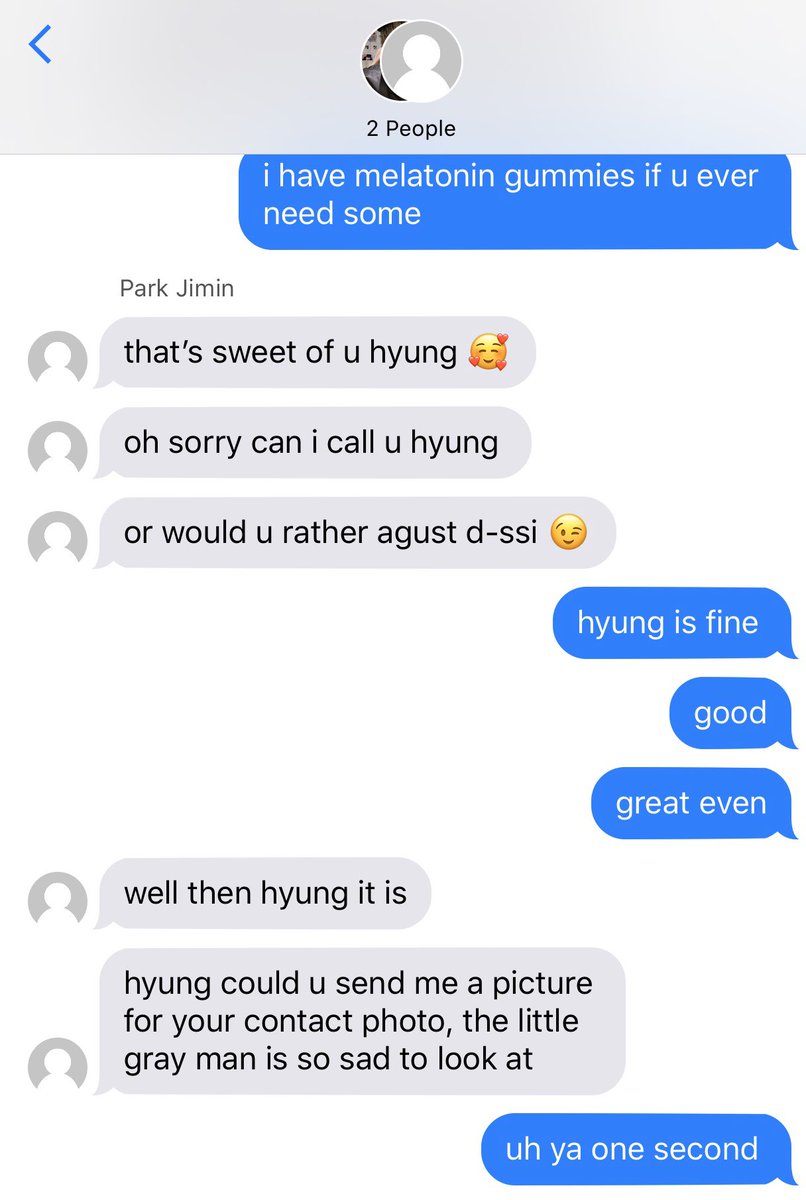 2 People
i have melatonin gummies if u ever
need some
Park Jimin
that’s sweet of u hyung 🥰
oh sorry can i call u hyung
or would u rather agust d-ssi 😉
hyung is fine
good
great even
well then hyung it is
hyung could u send me a picture
for your contact photo, the little
gray man is so sad to look at
uh ya one second